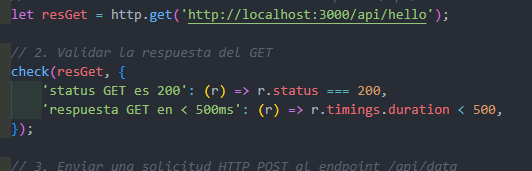 let resGet = http.get('http://localhost:3000/api/hello');
// 2. Validar la respuesta del GET
check(resGet, {
'status GET es 200': (r) => r.status === 200,
'respuesta GET en < 500ms': (r) => r.timings.duration < 500,
});
// 3. Enviar una solicitud HTTP POST al endpoint /api/data